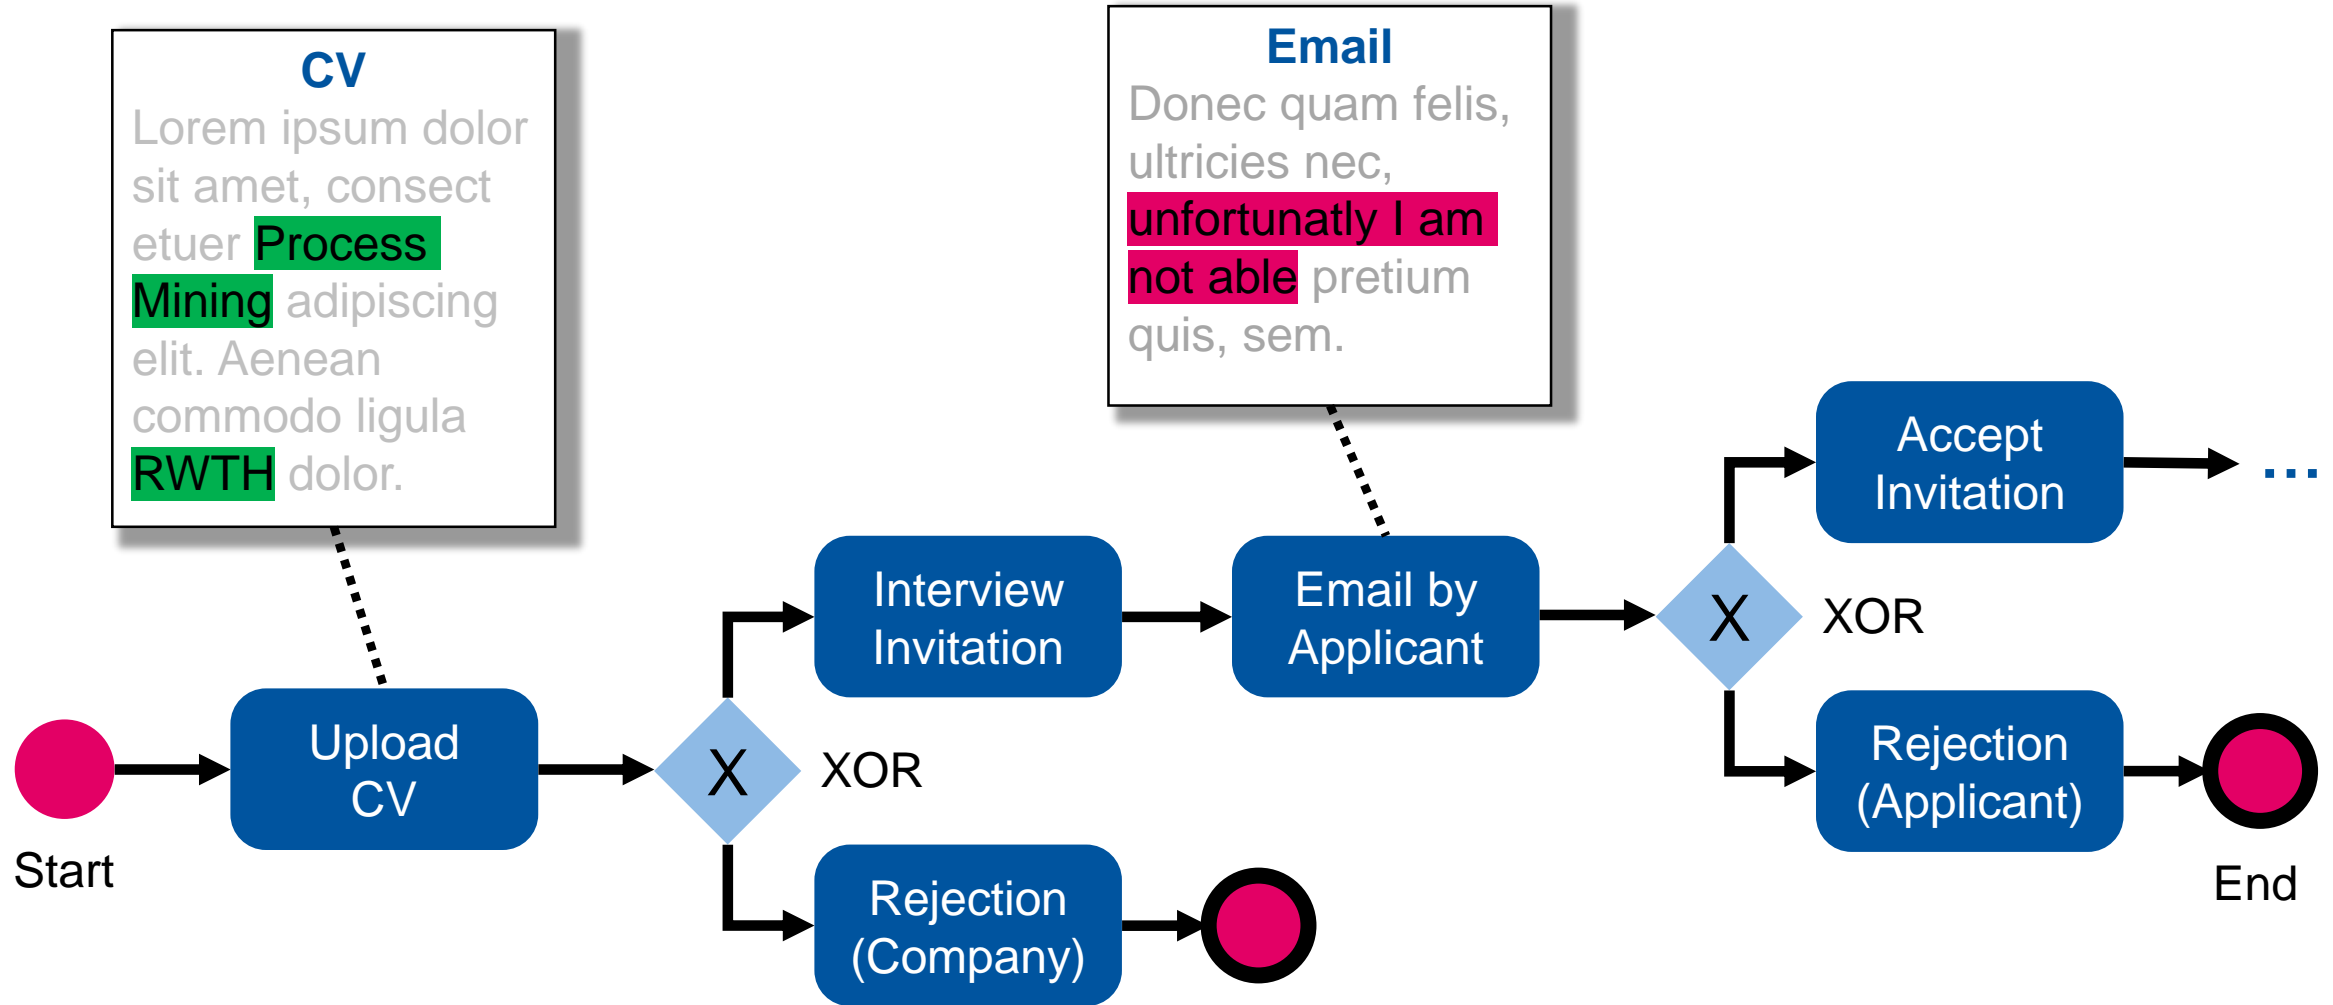 CV
Lorem ipsum dolor
sit amet, consect
etuer Process
Mining adipiscing
elit. Aenean
commodo ligula
RWTH dolor.
Email
Donec quam felis,
ultricies nec,
unfortunatly I am
not able pretium
quis, sem.
Start
Upload
CV
X
XOR
Interview
Invitation
Rejection
(Company)
Email by
Applicant
X
XOR
Accept
Invitation
...
Rejection
(Applicant)
End